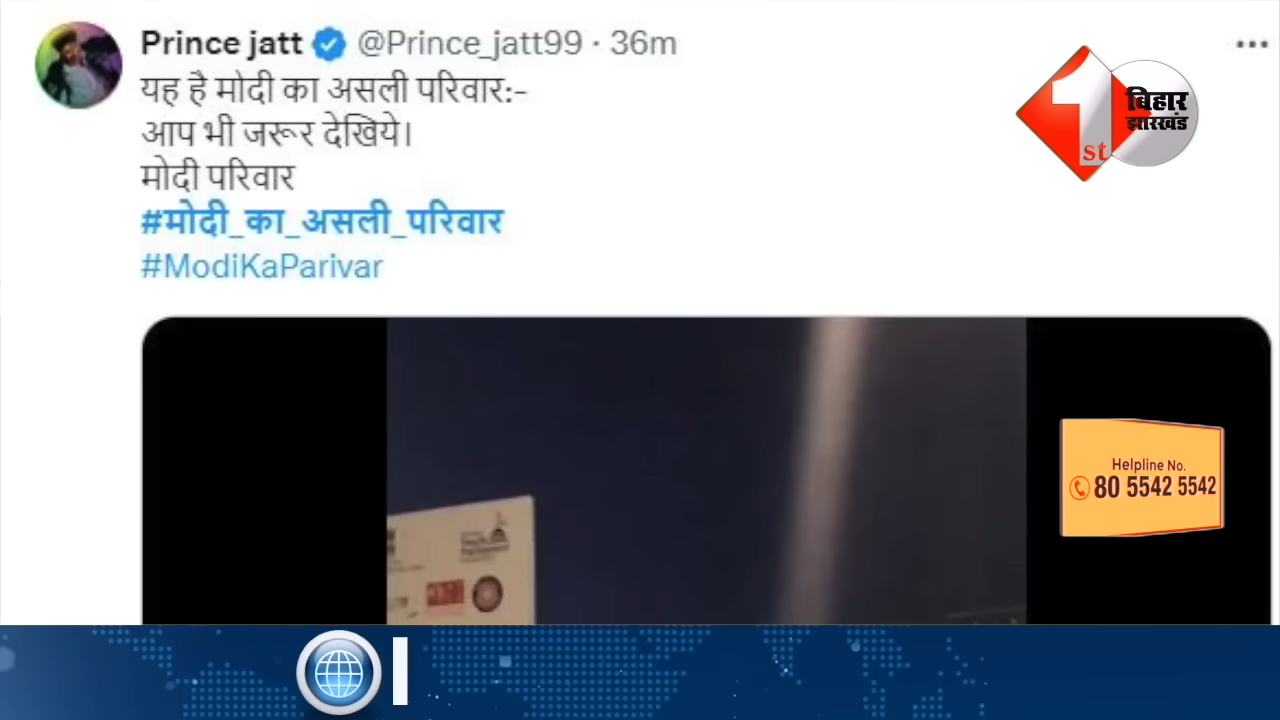 Prince jatt @Prince_jatt99 · 36m
यह है मोदी का असली परिवार:-
आप भी जरूर देखिये।
मोदी परिवार
#मोदी_का_असली_परिवार
#ModiKaParivar
1st
बिहार
झारखंड
Helpline No.
80 5542 5542